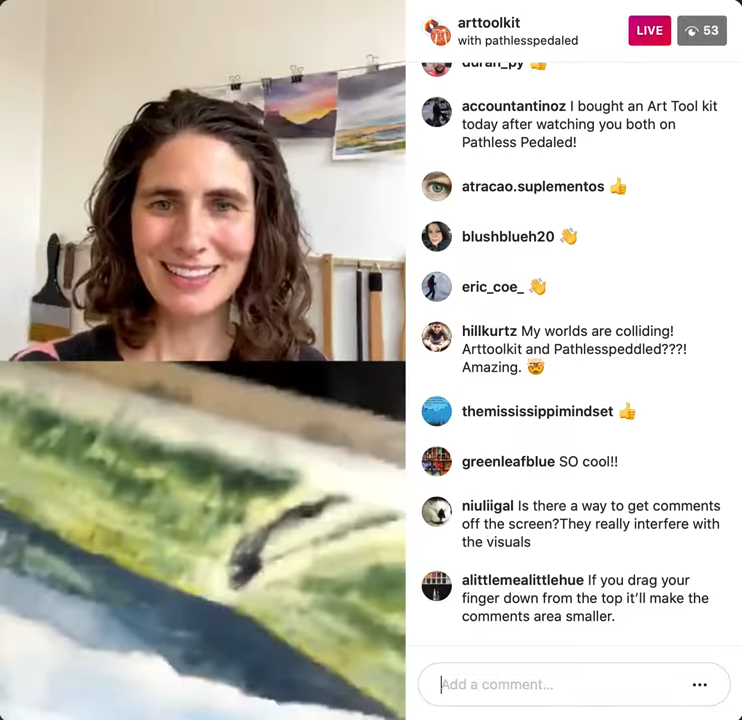 arttoolkit
with pathlesspedaled
LIVE
53
duran_py 👍
accountantinoz I bought an Art Tool kit
today after watching you both on
Pathless Pedaled!
atracao.suplementos 👍
blushblueh20 👋
eric_coe_ 👋
hillkurtz My worlds are colliding!
Arttoolkit and Pathlesspeddled???!
Amazing. 🤯
themississippimindset 👍
greenleafblue SO cool!!
niuliigal Is there a way to get comments
off the screen?They really interfere with
the visuals
alittlemealittlehue If you drag your
finger down from the top it’ll make the
comments area smaller.
Add a comment...